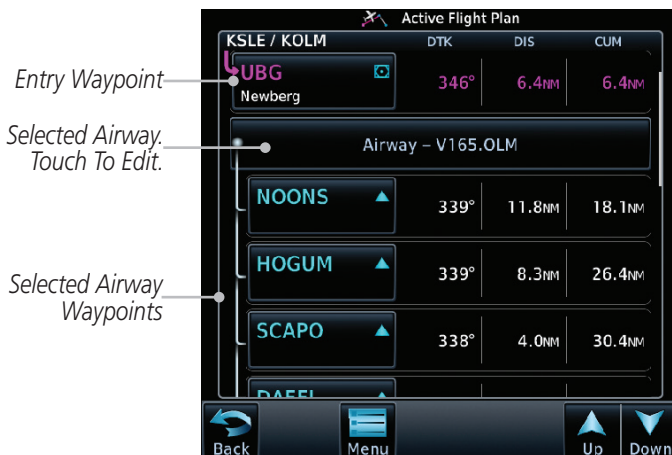 Active Flight Plan
KSLE / KOLM DTK DIS CUM
Entry Waypoint
UBG 346° 6.4NM 6.4NM
Newberg
Selected Airway.
Touch To Edit.
Airway – V165.OLM
NOONS 339° 11.8NM 18.1NM
HOGUM 339° 8.3NM 26.4NM
Selected Airway
Waypoints
SCAPO 338° 4.0NM 30.4NM
Back Menu Up Down